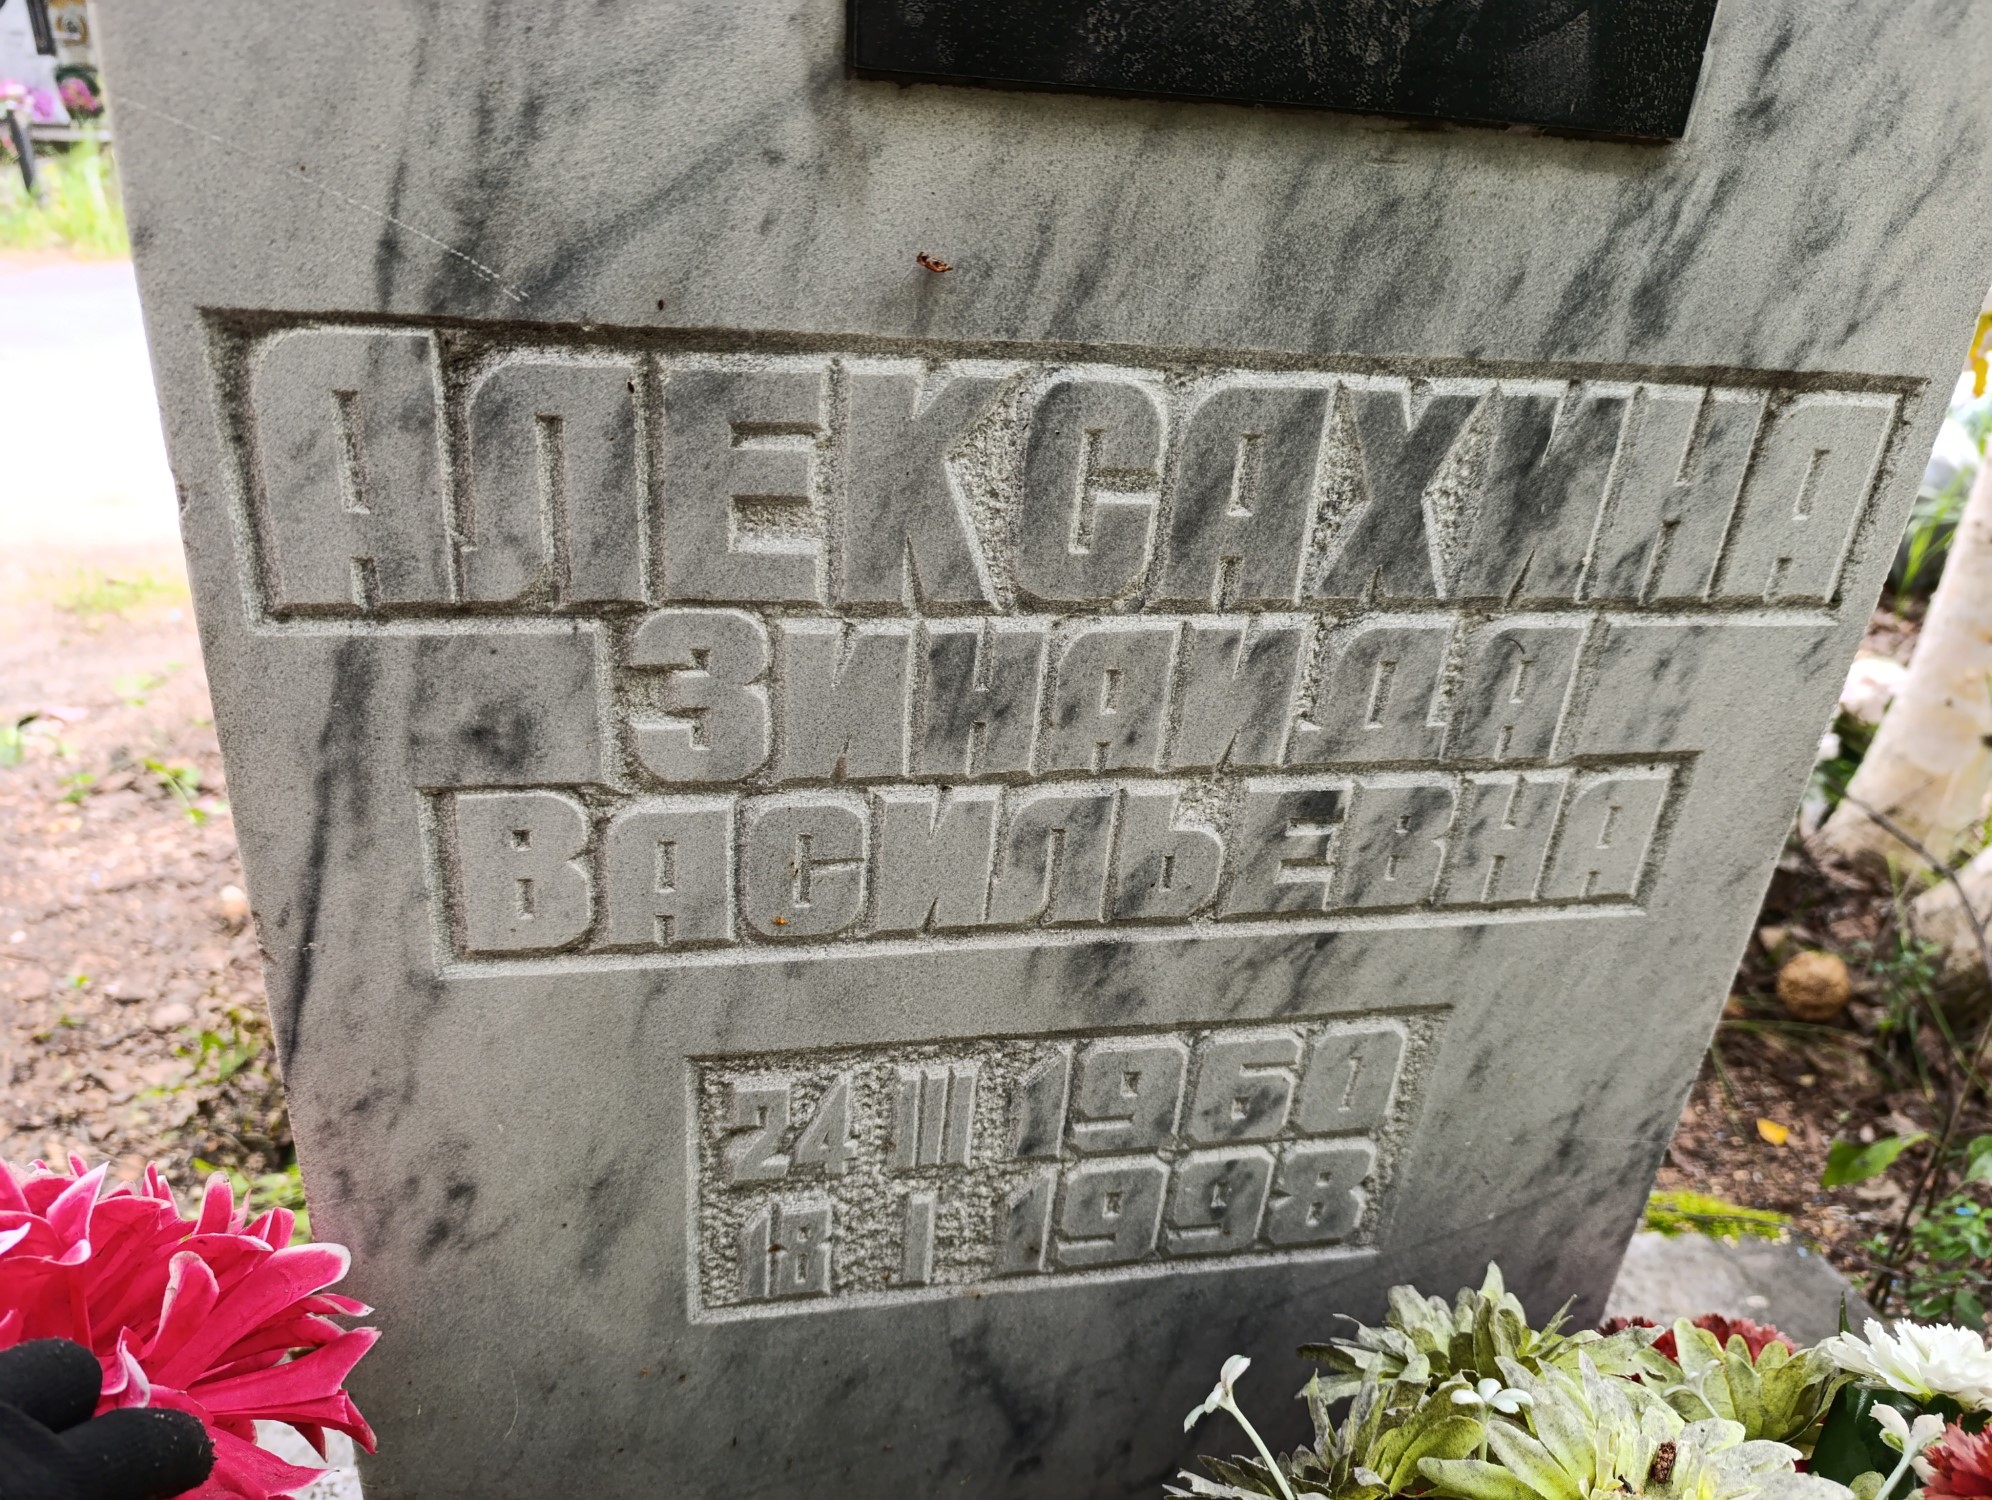 АЛЕКСАХИНА
ЗИНАИДА
ВАСИЛЬЕВНА
24 III 1960
18 I 1998